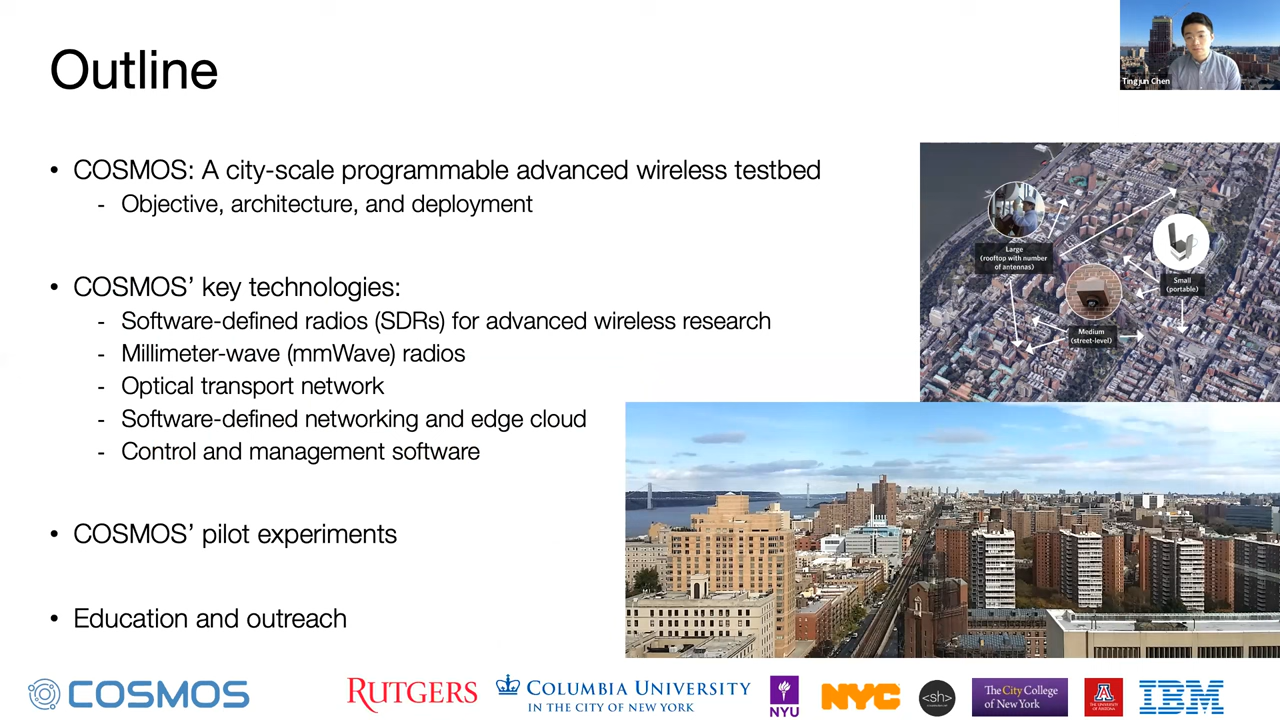 Outline
Tingjun Chen
• COSMOS: A city-scale programmable advanced wireless testbed
- Objective, architecture, and deployment
• COSMOS’ key technologies:
- Software-defined radios (SDRs) for advanced wireless research
- Millimeter-wave (mmWave) radios
- Optical transport network
- Software-defined networking and edge cloud
- Control and management software
• COSMOS’ pilot experiments
• Education and outreach
Large
(rooftop with number
of antennas)
Small
(portable)
Medium
(street-level)
COSMOS
RUTGERS
COLUMBIA UNIVERSITY
IN THE CITY OF NEW YORK
NYU
NYC
<sh>
The City College
of New York
A
THE UNIVERSITY
OF ARIZONA
IBM